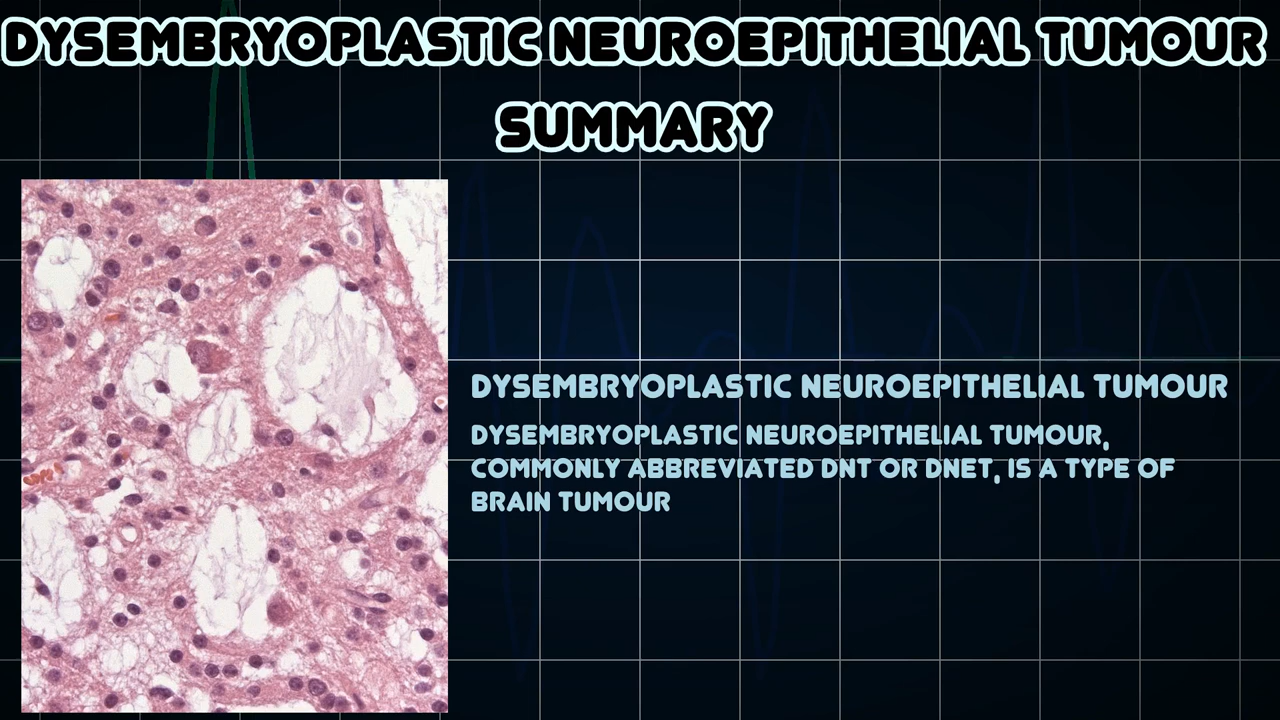 DYSEMBRYOPLASTIC NEUROEPITHELIAL TUMOUR
SUMMARY
DYSEMBRYOPLASTIC NEUROEPITHELIAL TUMOUR
DYSEMBRYOPLASTIC NEUROEPITHELIAL TUMOUR,
COMMONLY ABBREVIATED DNT OR DNET, IS A TYPE OF
BRAIN TUMOUR